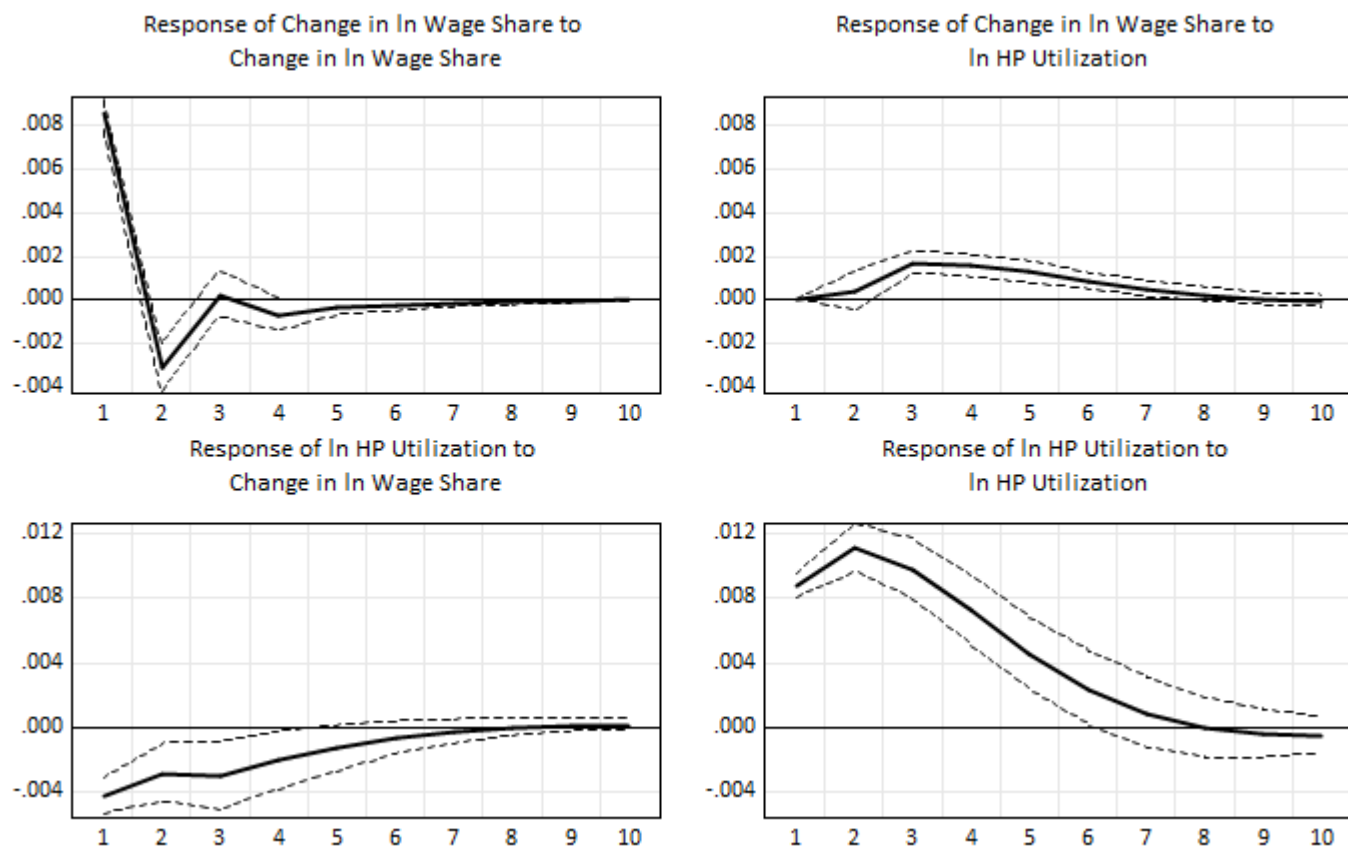 Response of Change in ln Wage Share to
Change in ln Wage Share
.008
.006
.004
.002
.000
-.002
-.004
1 2 3 4 5 6 7 8 9 10
Response of Change in ln Wage Share to
ln HP Utilization
.008
.006
.004
.002
.000
-.002
-.004
1 2 3 4 5 6 7 8 9 10
Response of ln HP Utilization to
Change in ln Wage Share
.012
.008
.004
.000
-.004
1 2 3 4 5 6 7 8 9 10
Response of ln HP Utilization to
ln HP Utilization
.012
.008
.004
.000
-.004
1 2 3 4 5 6 7 8 9 10